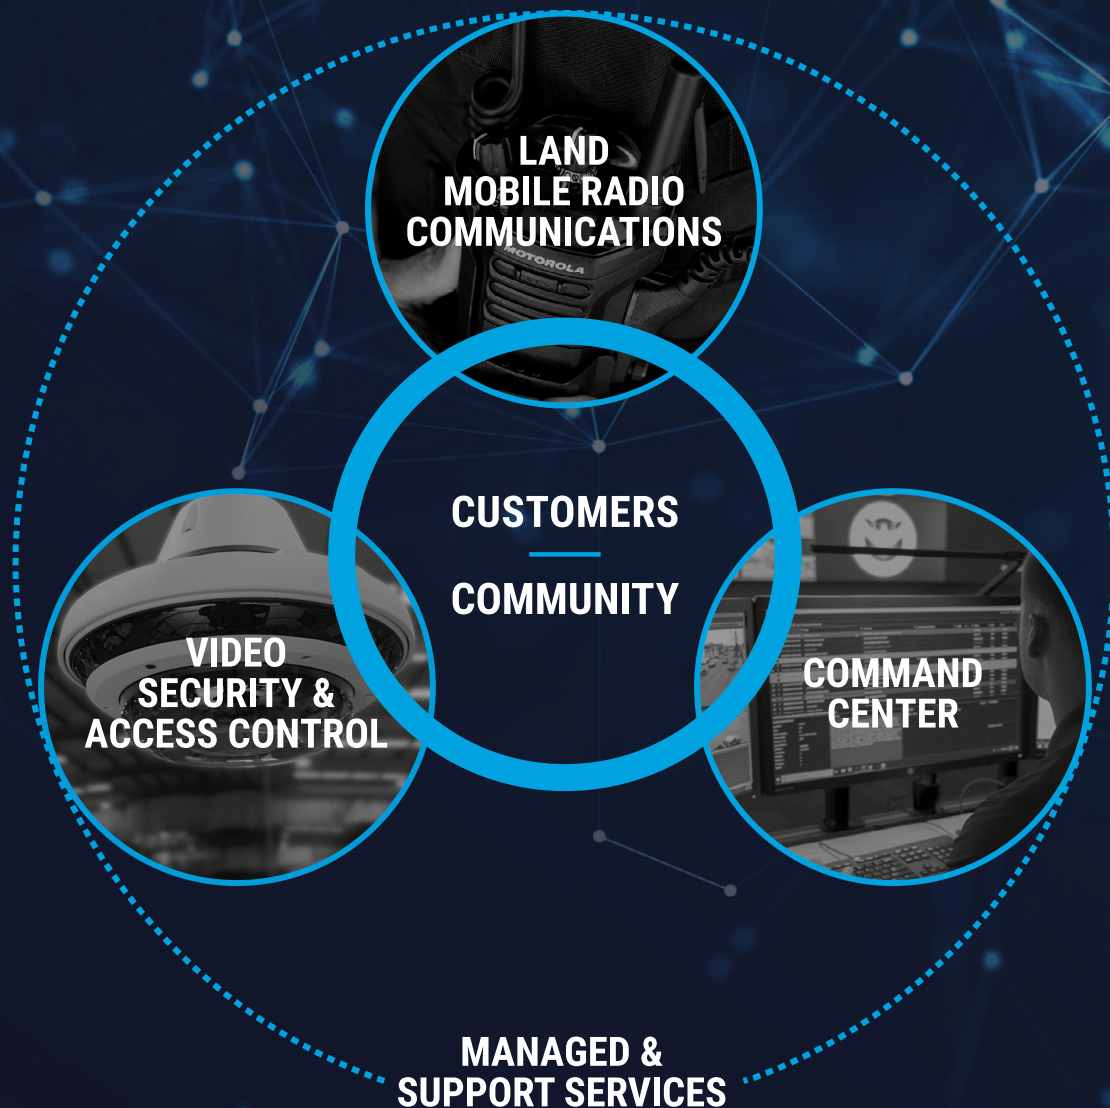 LAND
MOBILE RADIO
COMMUNICATIONS
MOTOROLA
CUSTOMERS
COMMUNITY
VIDEO
SECURITY &
ACCESS CONTROL
COMMAND
CENTER
MANAGED &
SUPPORT SERVICES